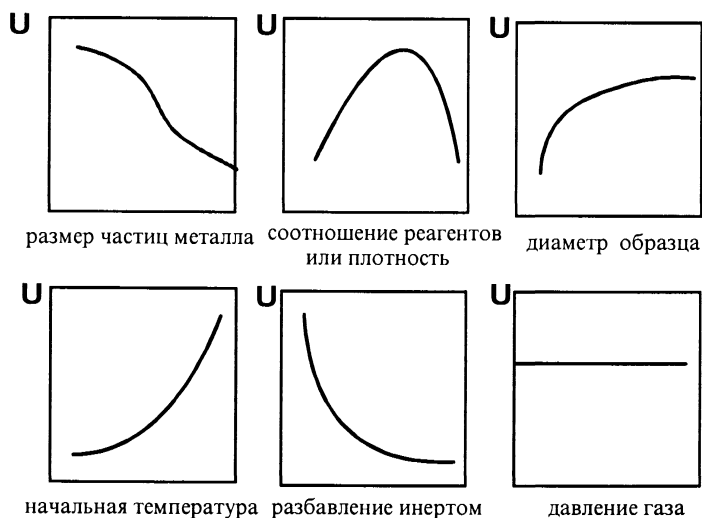 U U U
размер частиц металла соотношение реагентов диаметр образца
или плотность
U U U
начальная температура разбавление инертом давление газа